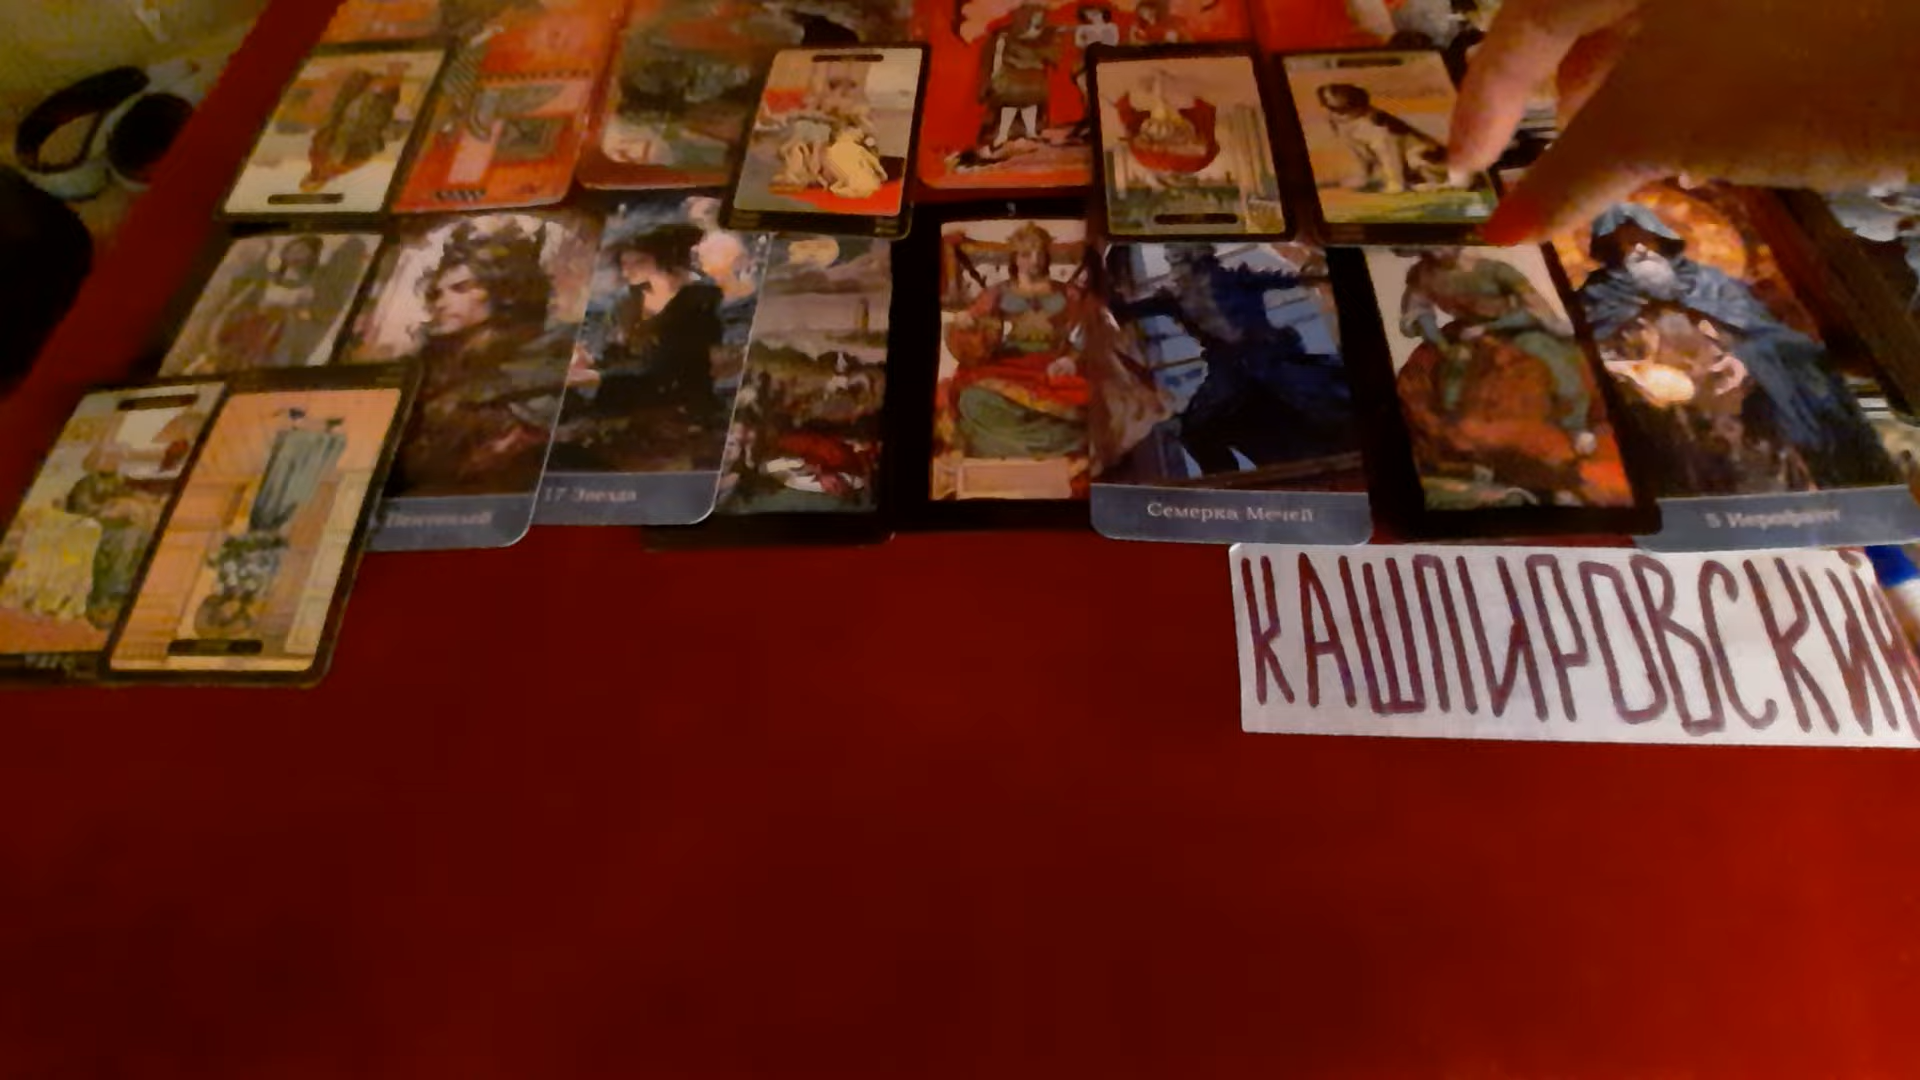 17 Звезда
Семерка Мечей
5 Иерофант
КАШПИРОВСКИЙ